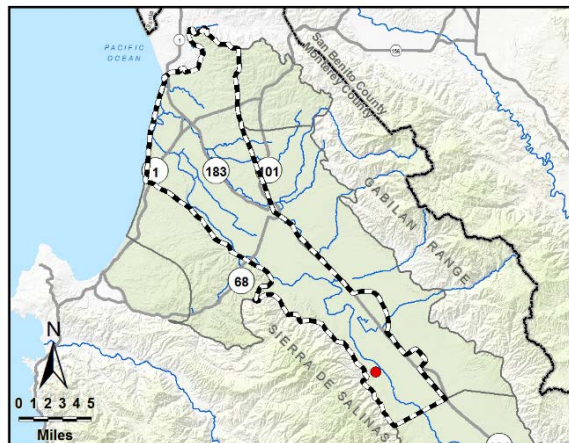 1
PACIFIC
OCEAN
156
San Benito County
Monterey County
1
183
101
GABILAN RANGE
68
SIERRA DE SALINAS
N
0 1 2 3 4 5
Miles